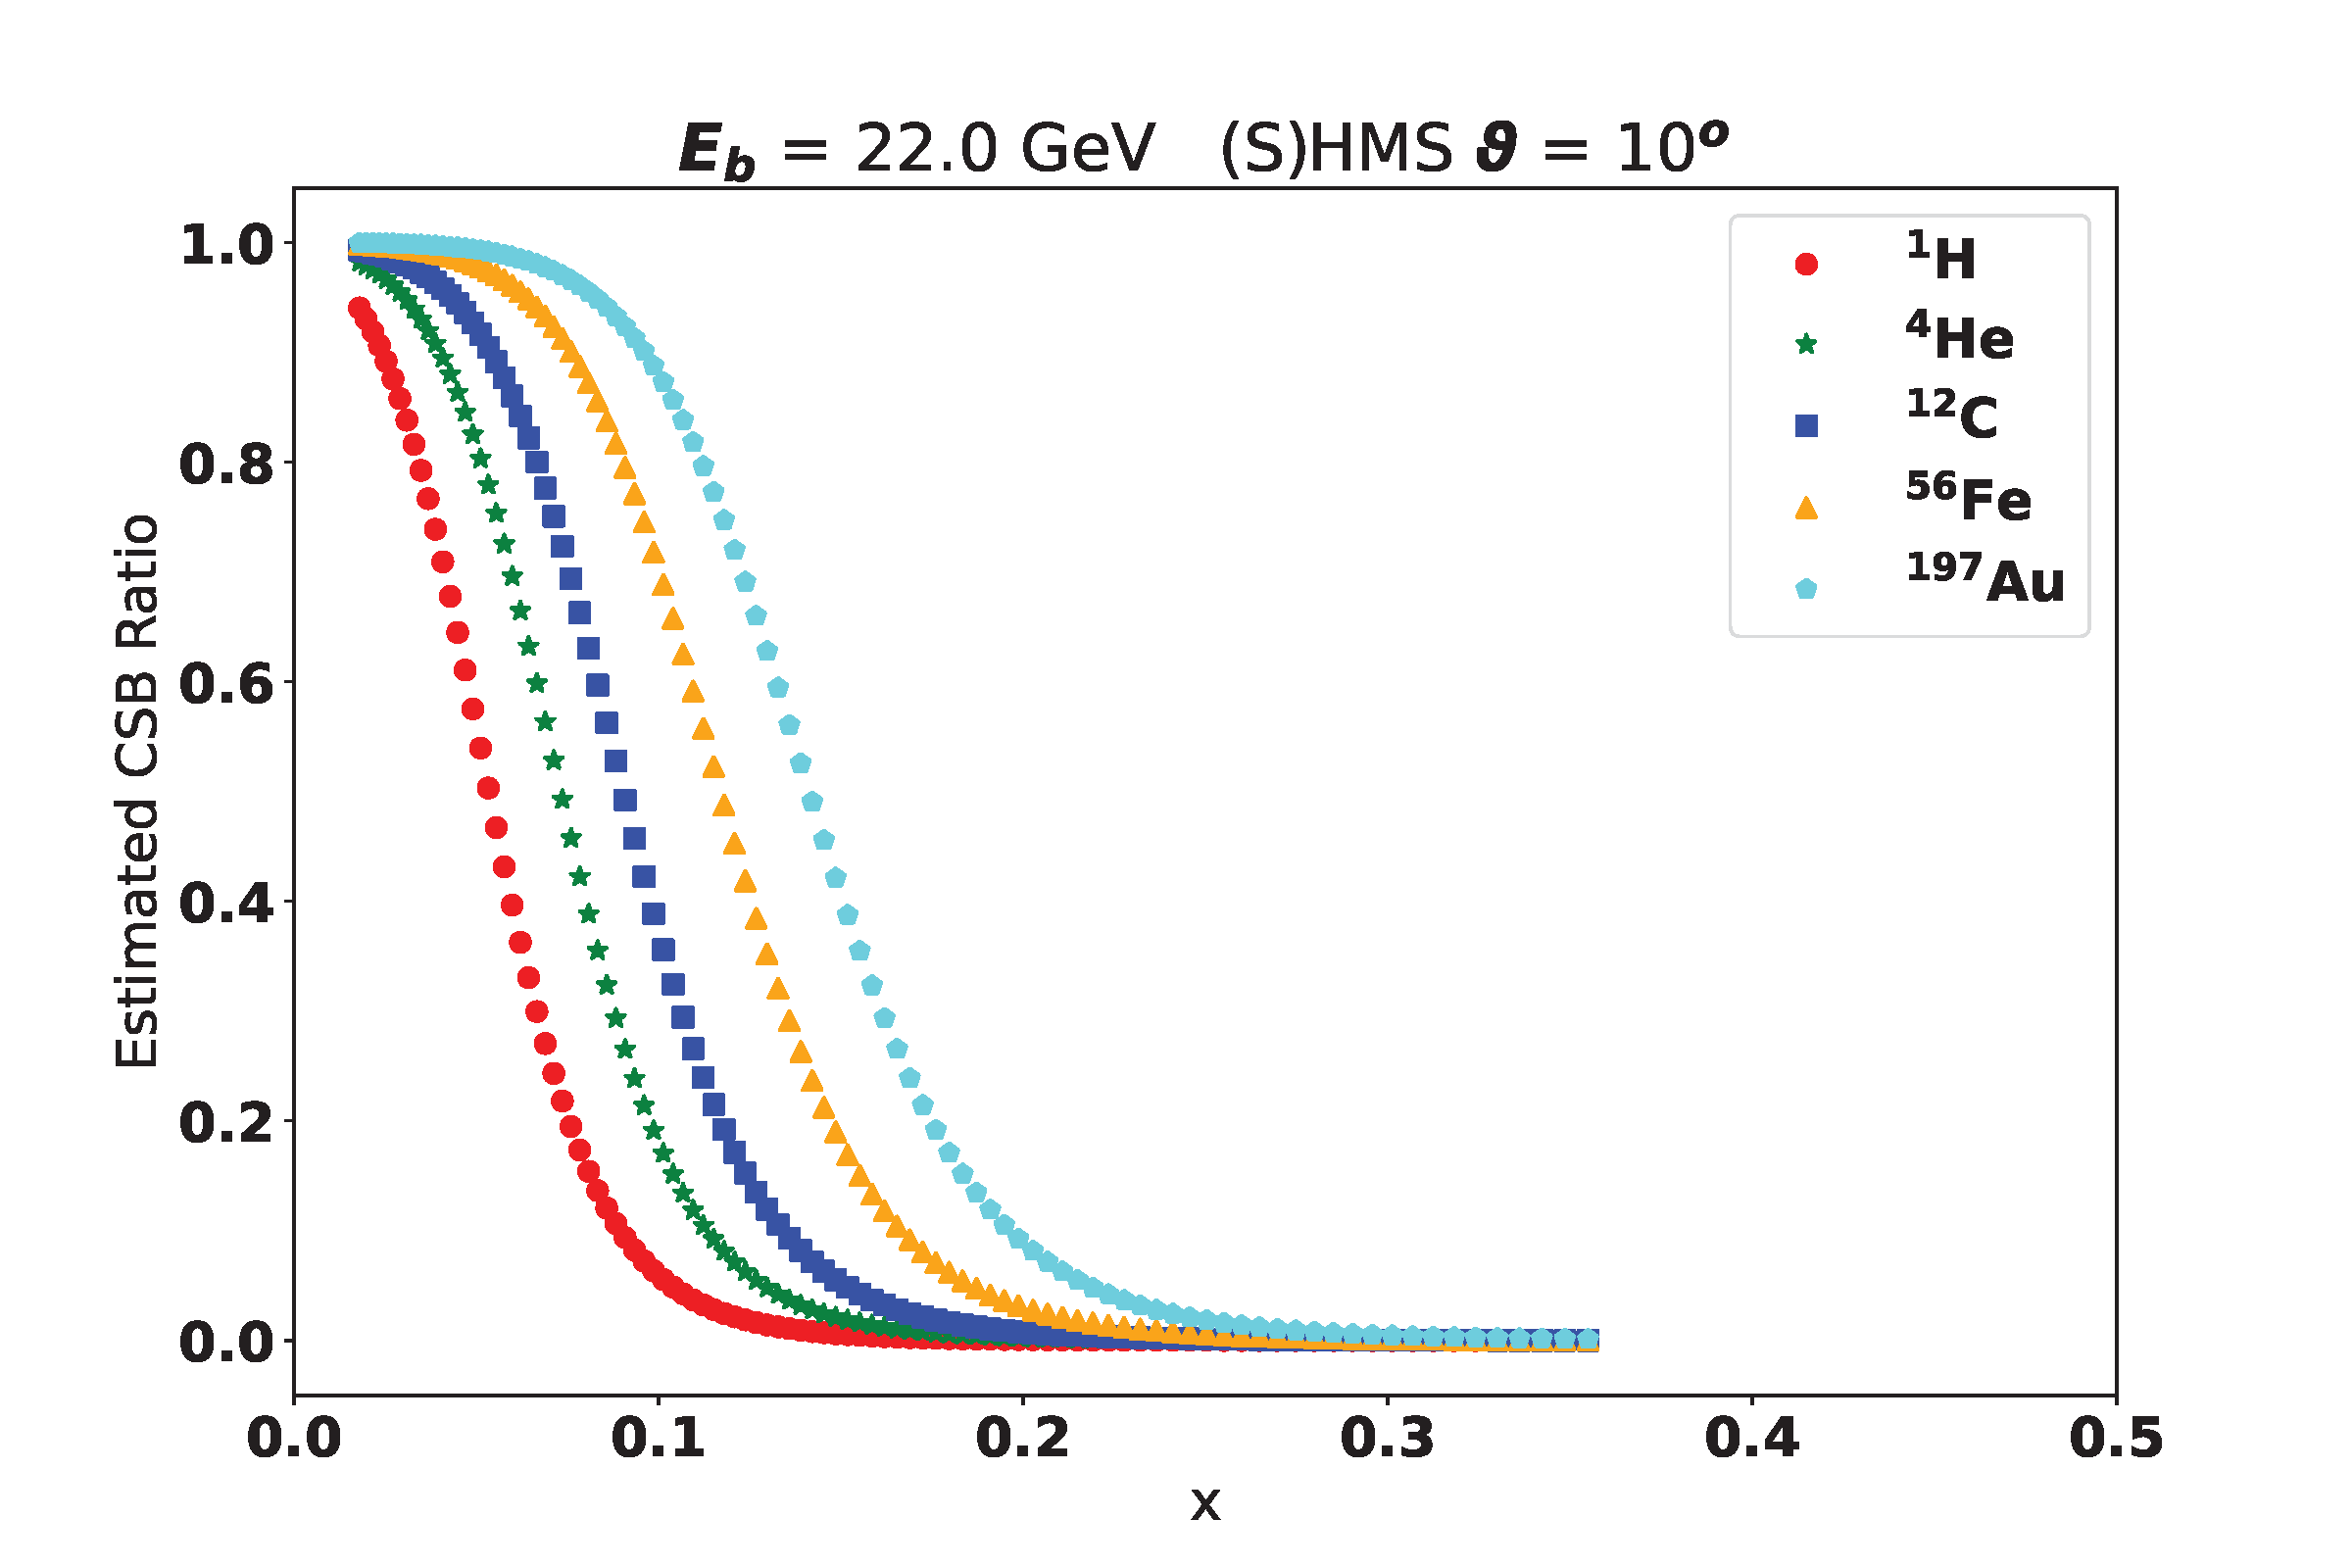 E_b = 22.0 GeV (S)HMS ϑ = 10^o
1.0
0.8
0.6
0.4
0.2
0.0
Estimated CSB Ratio
^1H
^4He
^12C
^56Fe
^197Au
0.0 0.1 0.2 0.3 0.4 0.5
x